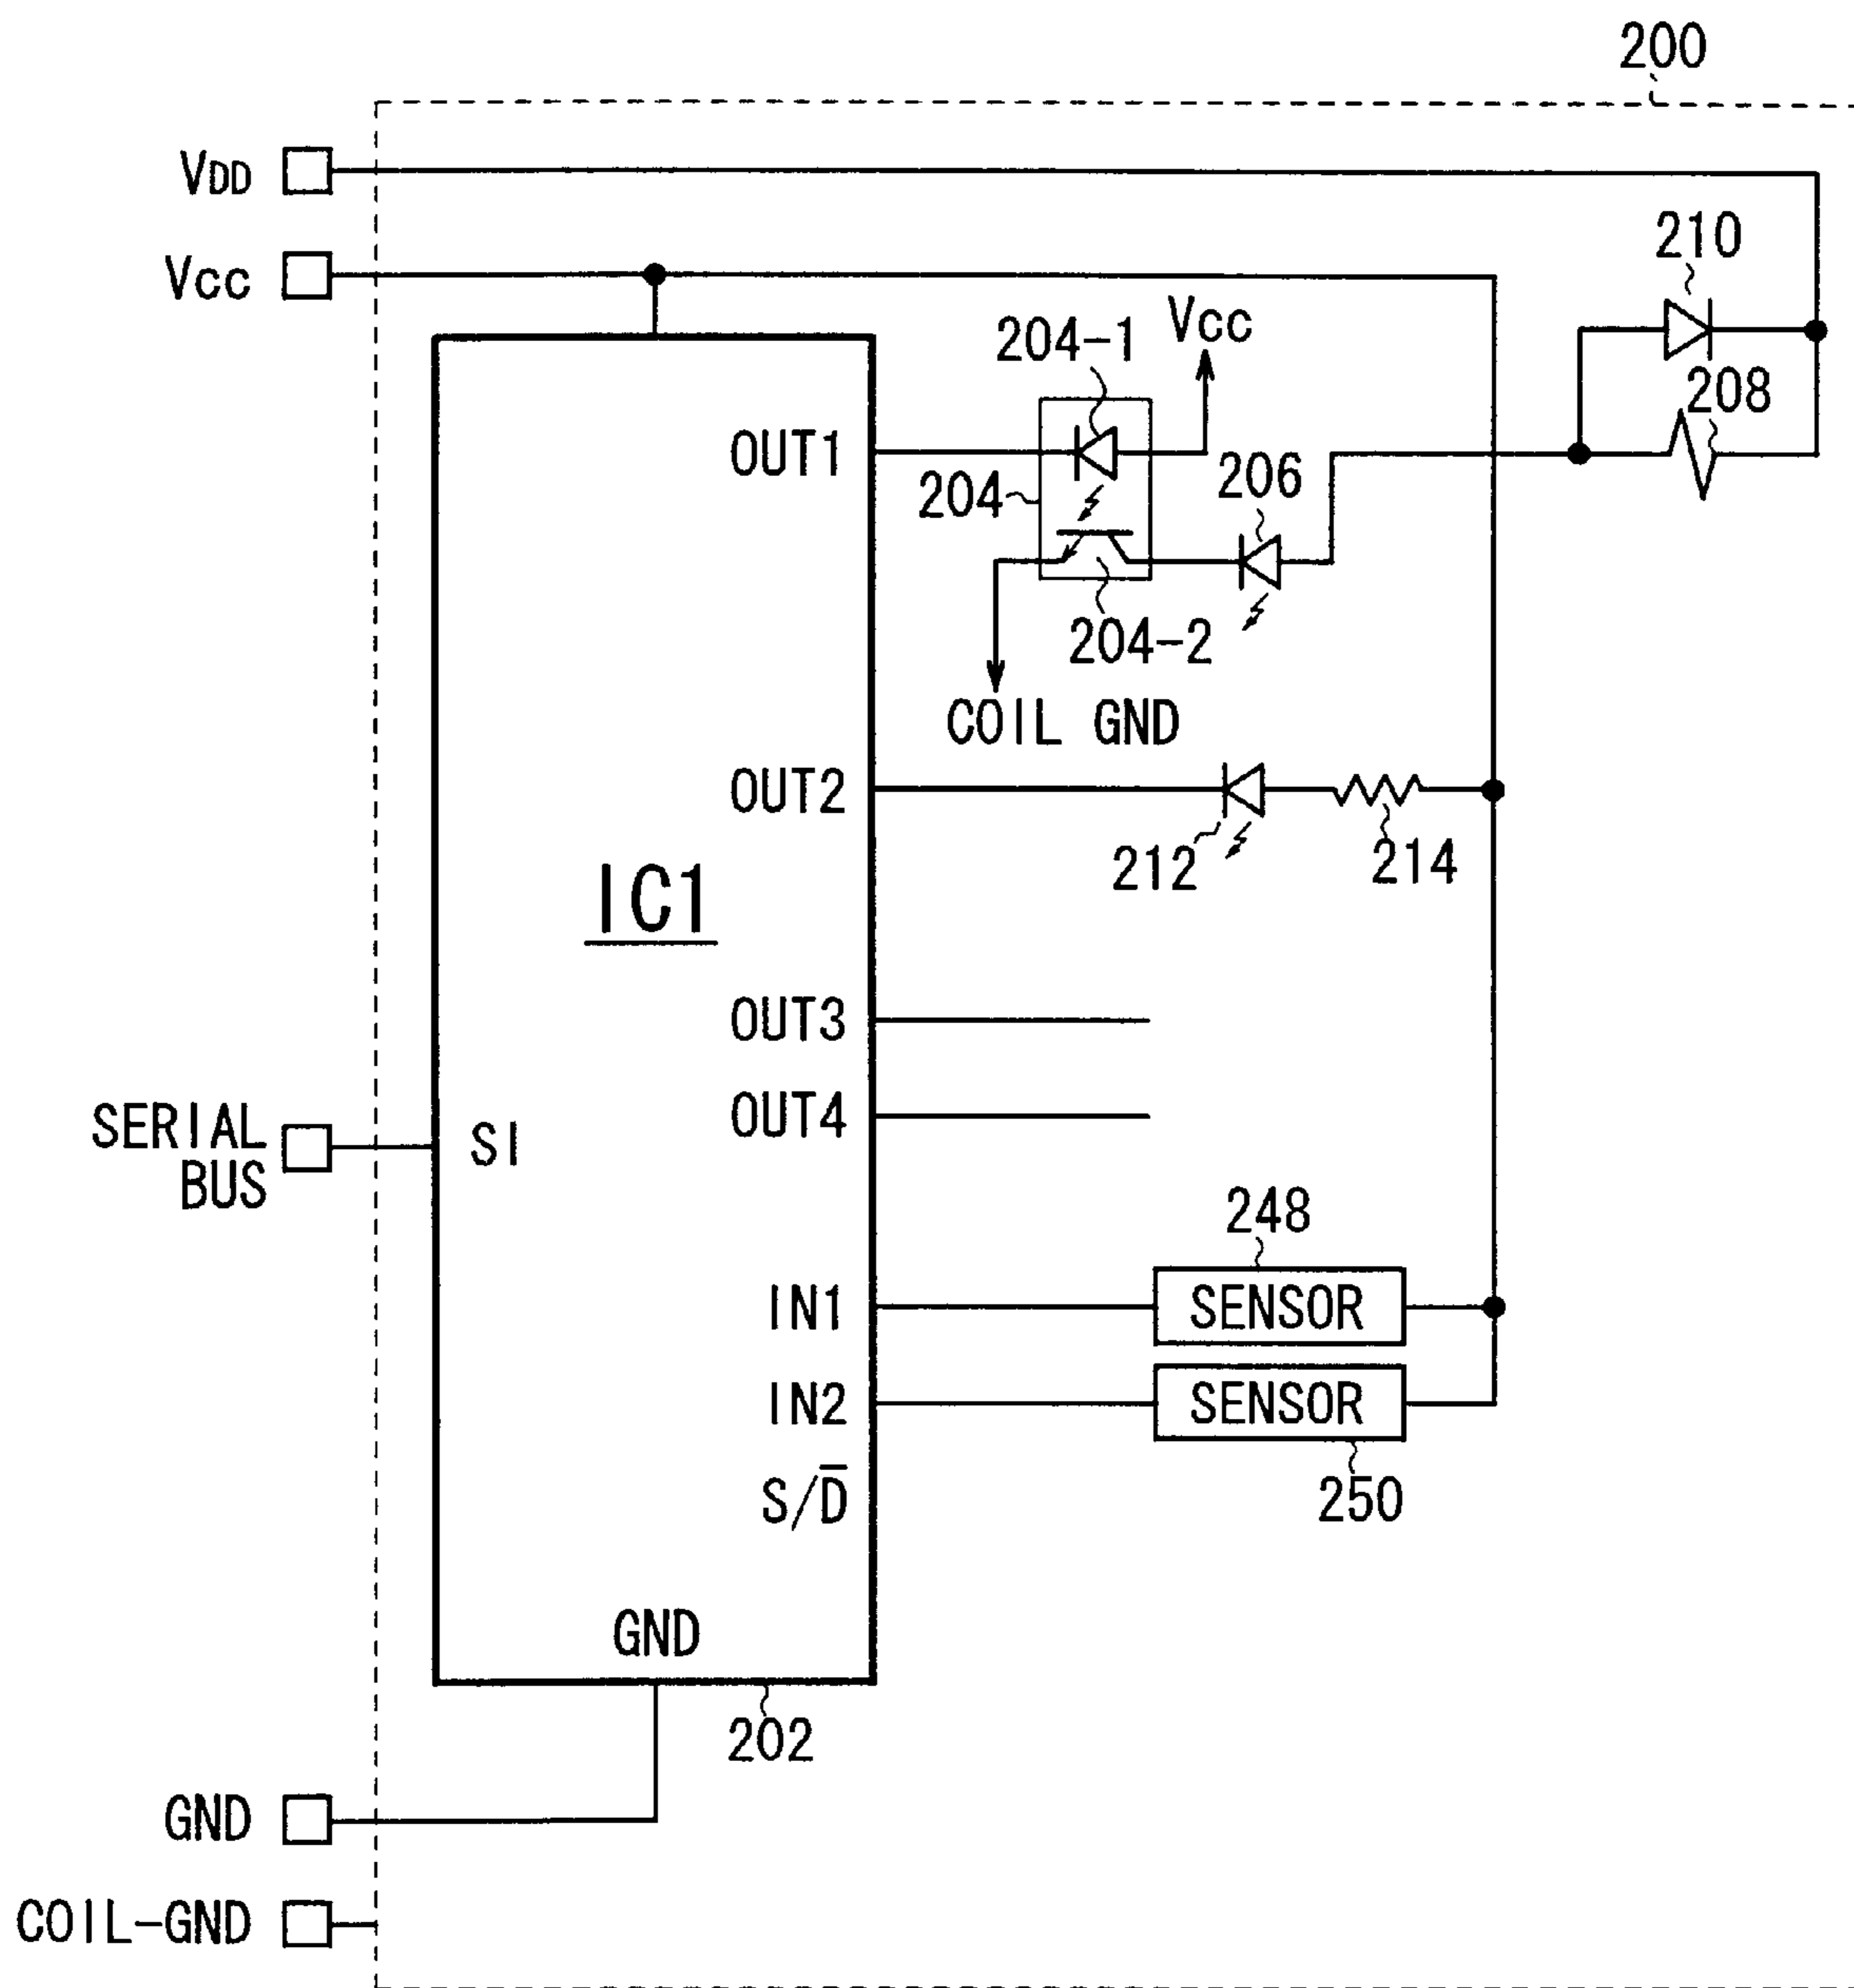 200
VDD
210
Vcc
204-1
Vcc
208
OUT1
204
206
204-2
COIL GND
OUT2
212
214
IC1
OUT3
OUT4
SERIAL
BUS
SI
248
IN1
SENSOR
IN2
SENSOR
250
S/D̅
GND
202
GND
COIL-GND